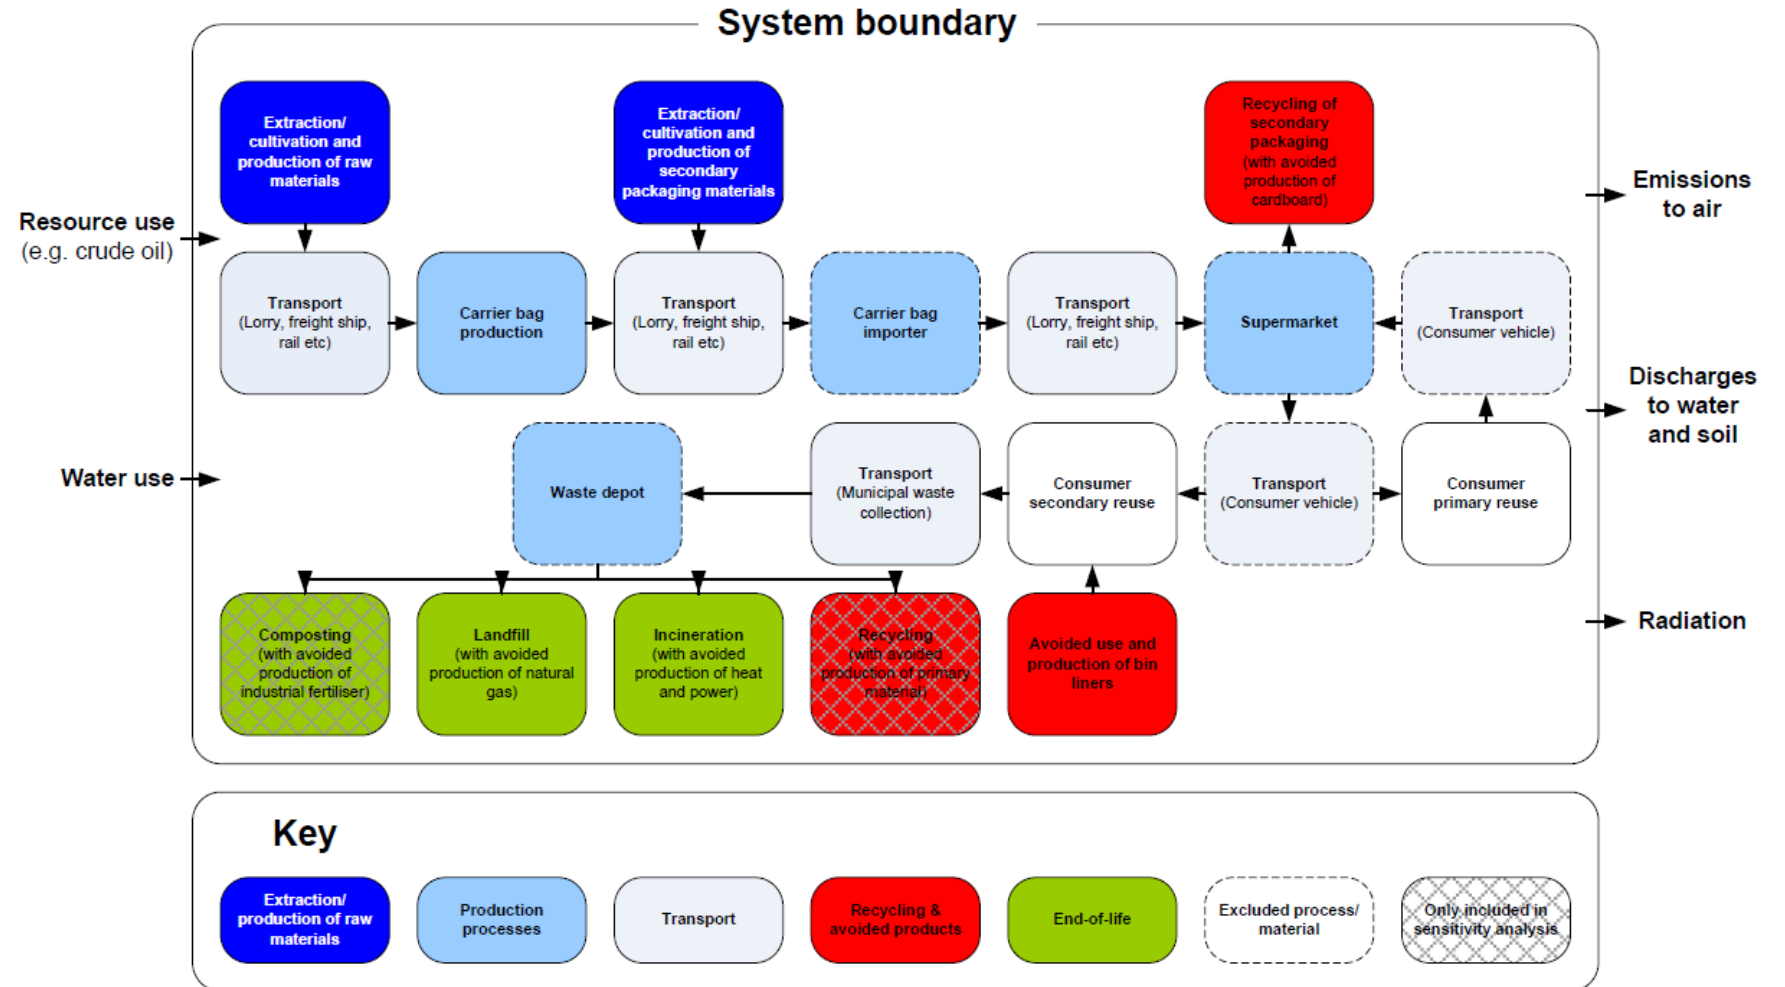 System boundary
Extraction/
cultivation and
production of raw
materials
Extraction/
cultivation and
production of
secondary
packaging materials
Recycling of
secondary
packaging
(with avoided
production of
cardboard)
Resource use
(e.g. crude oil)
Emissions
to air
Transport
(Lorry, freight ship,
rail etc)
Carrier bag
production
Transport
(Lorry, freight ship,
rail etc)
Carrier bag
importer
Transport
(Lorry, freight ship,
rail etc)
Supermarket
Transport
(Consumer vehicle)
Discharges
to water
and soil
Water use
Waste depot
Transport
(Municipal waste
collection)
Consumer
secondary reuse
Transport
(Consumer vehicle)
Consumer
primary reuse
Composting
(with avoided
production of
industrial fertiliser)
Landfill
(with avoided
production of natural
gas)
Incineration
(with avoided
production of heat
and power)
Recycling
(with avoided
production of primary
material)
Avoided use and
production of bin
liners
Radiation
Key
Extraction/
production of raw
materials
Production
processes
Transport
Recycling &
avoided products
End-of-life
Excluded process/
material
Only included in
sensitivity analysis